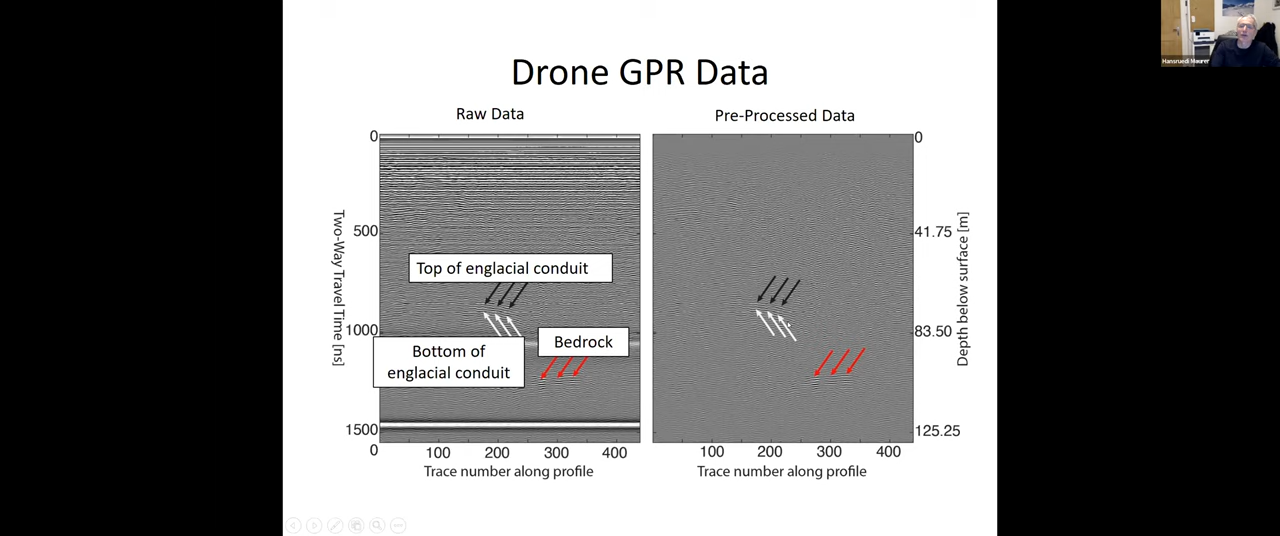 Hansruedi Maurer
Drone GPR Data
Raw Data
Pre-Processed Data
0
500
1000
1500
Two-Way Travel Time [ns]
Top of englacial conduit
Bottom of
englacial conduit
Bedrock
0
100
200
300
400
Trace number along profile
0
41.75
83.50
125.25
Depth below surface [m]
100
200
300
400
Trace number along profile